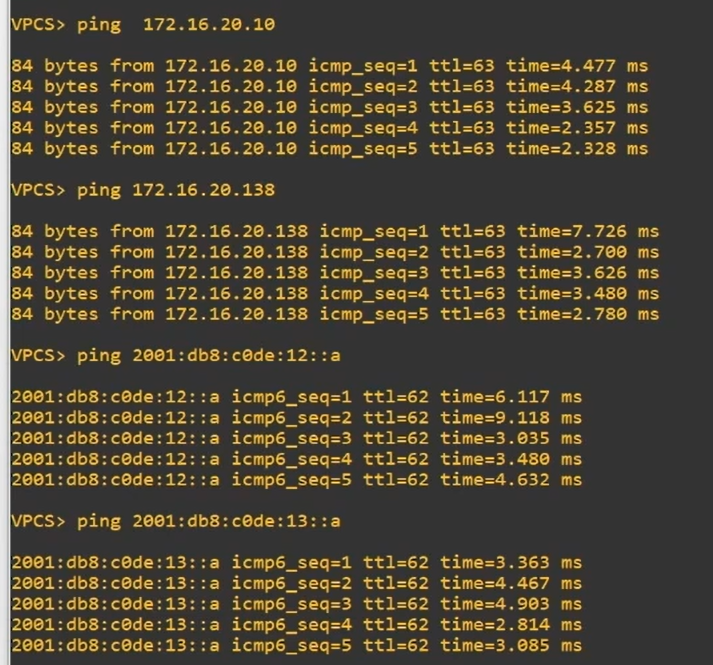 VPCS> ping  172.16.20.10
84 bytes from 172.16.20.10 icmp_seq=1 ttl=63 time=4.477 ms
84 bytes from 172.16.20.10 icmp_seq=2 ttl=63 time=4.287 ms
84 bytes from 172.16.20.10 icmp_seq=3 ttl=63 time=3.625 ms
84 bytes from 172.16.20.10 icmp_seq=4 ttl=63 time=2.357 ms
84 bytes from 172.16.20.10 icmp_seq=5 ttl=63 time=2.328 ms
VPCS> ping 172.16.20.138
84 bytes from 172.16.20.138 icmp_seq=1 ttl=63 time=7.726 ms
84 bytes from 172.16.20.138 icmp_seq=2 ttl=63 time=2.700 ms
84 bytes from 172.16.20.138 icmp_seq=3 ttl=63 time=3.626 ms
84 bytes from 172.16.20.138 icmp_seq=4 ttl=63 time=3.480 ms
84 bytes from 172.16.20.138 icmp_seq=5 ttl=63 time=2.780 ms
VPCS> ping 2001:db8:c0de:12::a
2001:db8:c0de:12::a icmp6_seq=1 ttl=62 time=6.117 ms
2001:db8:c0de:12::a icmp6_seq=2 ttl=62 time=9.118 ms
2001:db8:c0de:12::a icmp6_seq=3 ttl=62 time=3.035 ms
2001:db8:c0de:12::a icmp6_seq=4 ttl=62 time=3.480 ms
2001:db8:c0de:12::a icmp6_seq=5 ttl=62 time=4.632 ms
VPCS> ping 2001:db8:c0de:13::a
2001:db8:c0de:13::a icmp6_seq=1 ttl=62 time=3.363 ms
2001:db8:c0de:13::a icmp6_seq=2 ttl=62 time=4.467 ms
2001:db8:c0de:13::a icmp6_seq=3 ttl=62 time=4.903 ms
2001:db8:c0de:13::a icmp6_seq=4 ttl=62 time=2.814 ms
2001:db8:c0de:13::a icmp6_seq=5 ttl=62 time=3.085 ms